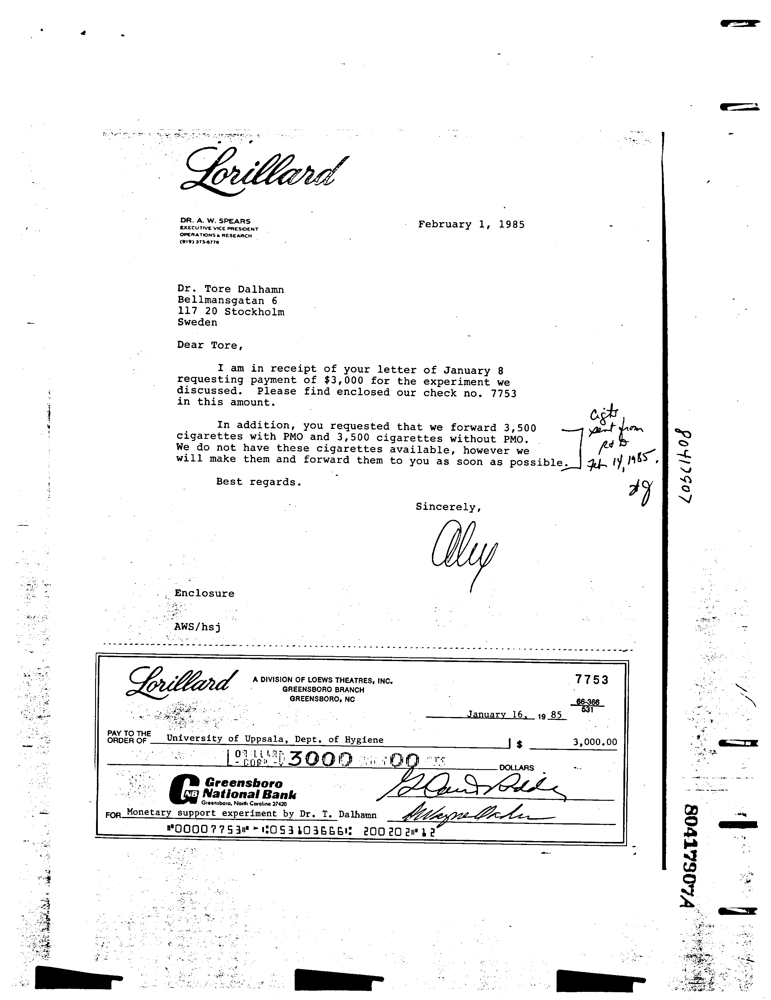 Lorillard
DR. A. W. SPEARS
EXECUTIVE VICE PRESIDENT
OPERATIONS & RESEARCH
(919) 373-6778
February 1, 1985
Dr. Tore Dalhamn
Bellmansgatan 6
117 20 Stockholm
Sweden
Dear Tore,
I am in receipt of your letter of January 8
requesting payment of $3,000 for the experiment we
discussed. Please find enclosed our check no. 7753
in this amount.
In addition, you requested that we forward 3,500
cigarettes with PMO and 3,500 cigarettes without PMO.
We do not have these cigarettes available, however we
will make them and forward them to you as soon as possible.
Cigts
sent from
Feb 14, 1985.
Best regards.
Sincerely,
Alex
Enclosure
AWS/hsj
80417907
Lorillard
A DIVISION OF LOEWS THEATRES, INC.
GREENSBORO BRANCH
GREENSBORO, NC
7753
66-366
531
January 16, 19 85
PAY TO THE
ORDER OF University of Uppsala, Dept. of Hygiene $ 3,000.00
3000 00 CTS
DOLLARS
Greensboro
National Bank
Greensboro, North Carolina 27420
FOR Monetary support experiment by Dr. T. Dalhamn
⑈00007753⑈ ⑆053103666⑆ 200 202⑈12
80417907A